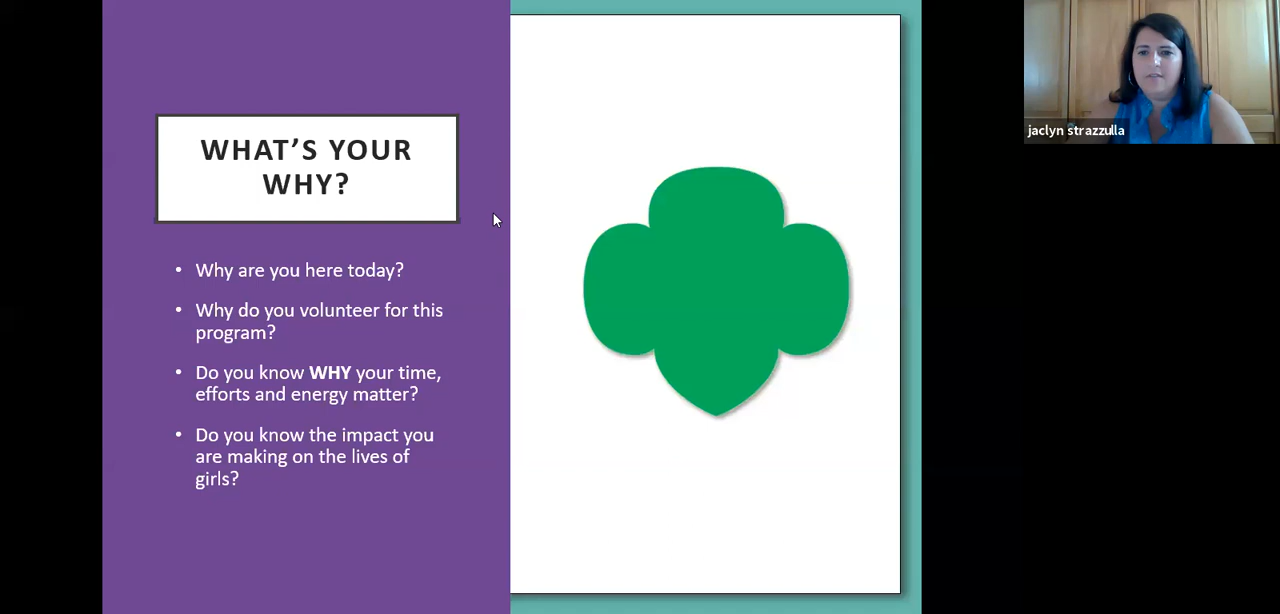 WHAT'S YOUR
WHY?
• Why are you here today?
• Why do you volunteer for this
program?
• Do you know WHY your time,
efforts and energy matter?
• Do you know the impact you
are making on the lives of
girls?
jaclyn strazzulla